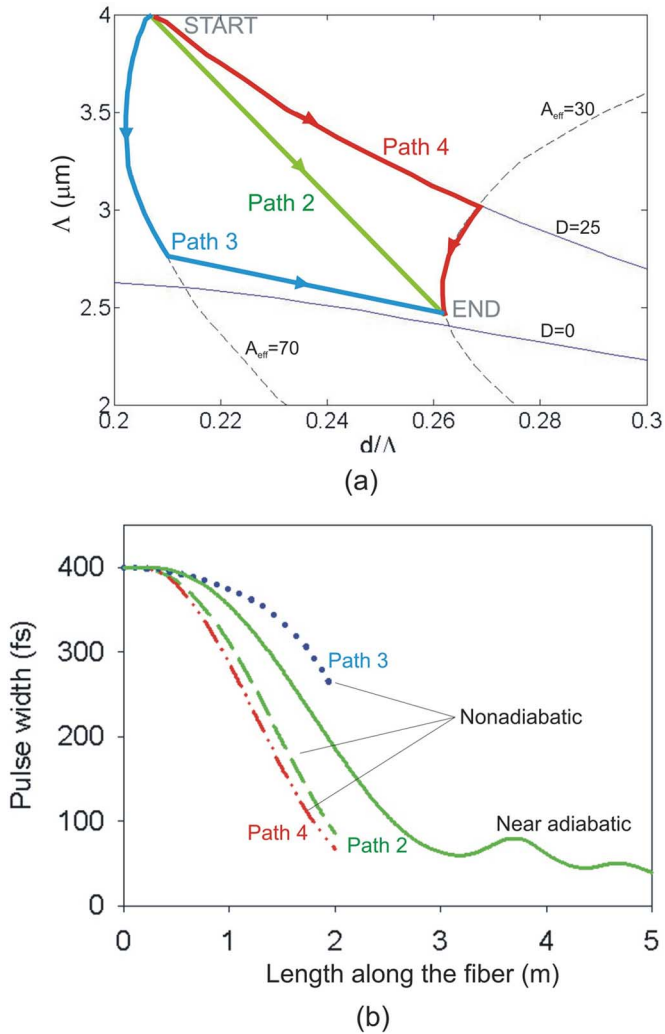 4
START
3.5
Aeff=30
Path 4
Λ (μm)
3
Path 2
D=25
Path 3
2.5
END
D=0
Aeff=70
2
0.2 0.22 0.24 0.26 0.28 0.3
d/Λ
(a)
400
300
Path 3
Pulse width (fs)
Nonadiabatic
200
100
Path 4
Path 2
Near adiabatic
0
0 1 2 3 4 5
Length along the fiber (m)
(b)